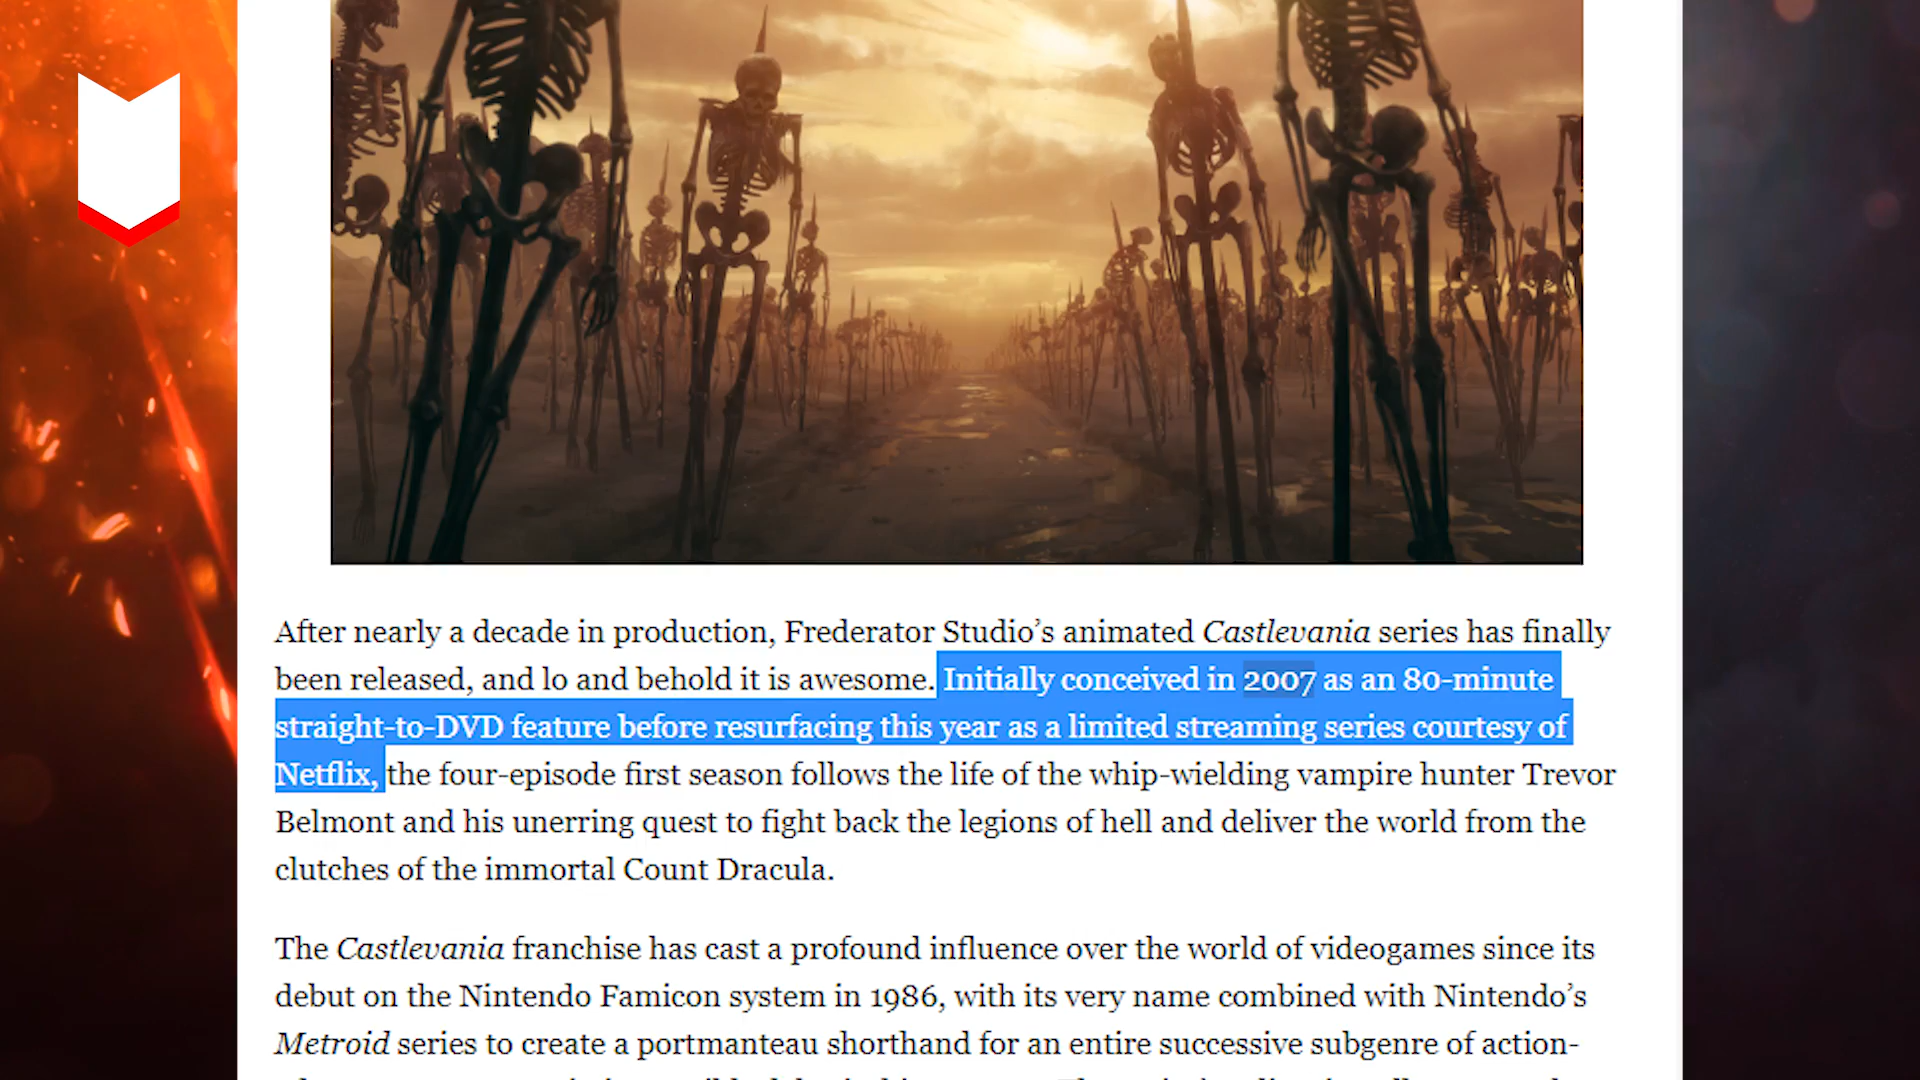 After nearly a decade in production, Frederator Studio’s animated Castlevania series has finally
been released, and lo and behold it is awesome. Initially conceived in 2007 as an 80-minute
straight-to-DVD feature before resurfacing this year as a limited streaming series courtesy of
Netflix, the four-episode first season follows the life of the whip-wielding vampire hunter Trevor
Belmont and his unerring quest to fight back the legions of hell and deliver the world from the
clutches of the immortal Count Dracula.
The Castlevania franchise has cast a profound influence over the world of videogames since its
debut on the Nintendo Famicon system in 1986, with its very name combined with Nintendo’s
Metroid series to create a portmanteau shorthand for an entire successive subgenre of action-